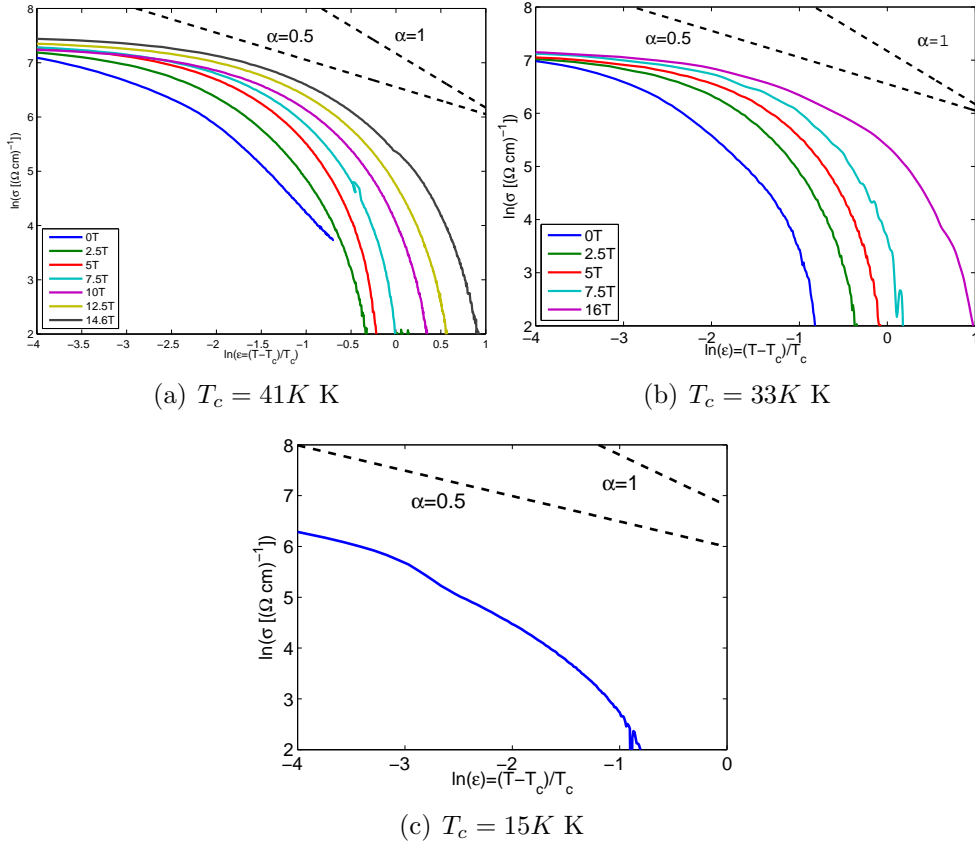 8
7
6
5
4
3
2
ln(σ [(Ω cm)⁻¹])
α=0.5
α=1
0T
2.5T
5T
7.5T
10T
12.5T
14.6T
−4 −3.5 −3 −2.5 −2 −1.5 −1 −0.5 0 0.5 1
ln(ε=(T−T_c)/T_c)
(a) T_c = 41K K
8
7
6
5
4
3
2
ln(σ [(Ω cm)⁻¹])
α=0.5
α=1
0T
2.5T
5T
7.5T
16T
−4 −3 −2 −1 0 1
ln(ε)=(T−T_c)/T_c
(b) T_c = 33K K
8
7
6
5
4
3
2
ln(σ [(Ω cm)⁻¹])
α=0.5
α=1
−4 −3 −2 −1 0
ln(ε)=(T−T_c)/T_c
(c) T_c = 15K K